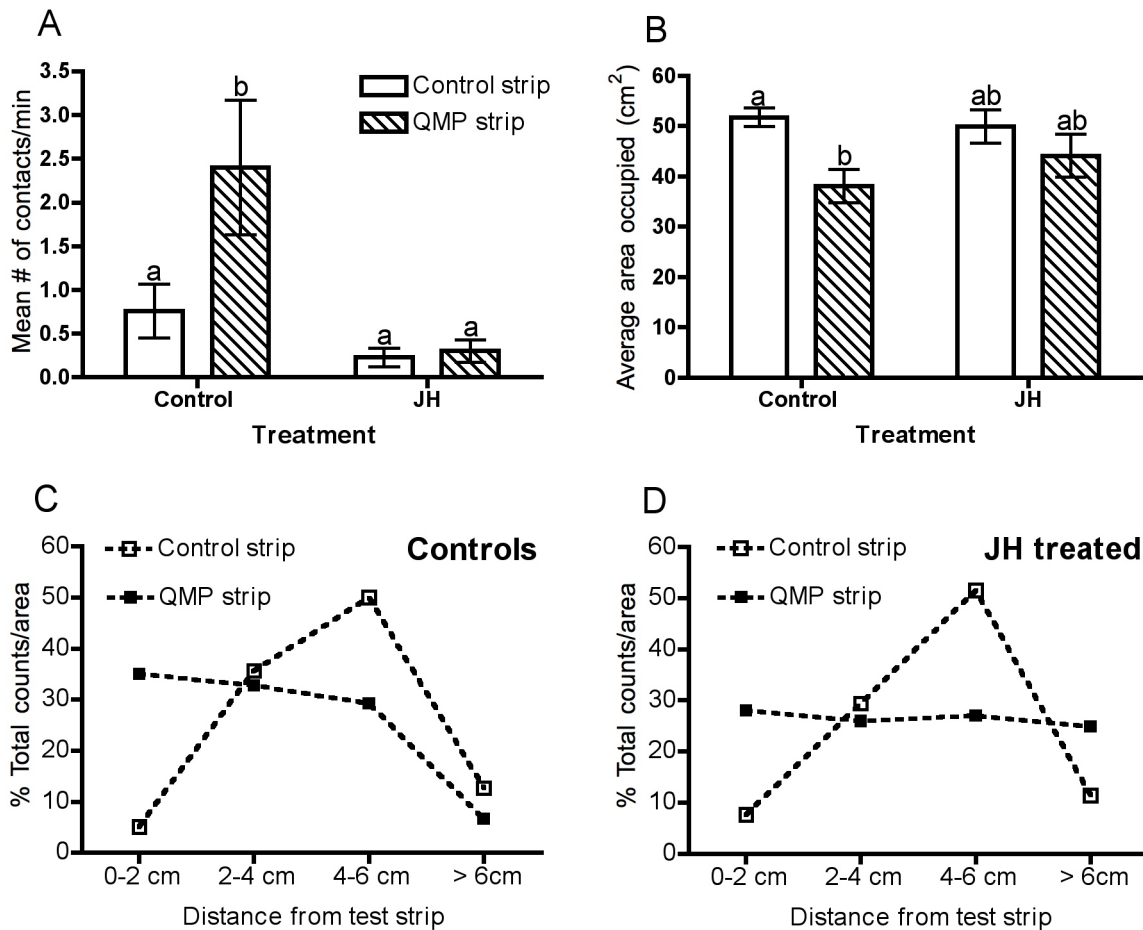 A
Mean # of contacts/min
3.5
3.0
2.5
2.0
1.5
1.0
0.5
0.0
a
b
a
a
Control strip
QMP strip
Control
JH
Treatment
B
Average area occupied (cm²)
60
50
40
30
20
10
0
a
b
ab
ab
Control
JH
Treatment
C
% Total counts/area
60
50
40
30
20
10
0
Control strip
QMP strip
Controls
0-2 cm
2-4 cm
4-6 cm
> 6cm
Distance from test strip
D
% Total counts/area
60
50
40
30
20
10
0
Control strip
QMP strip
JH treated
0-2 cm
2-4 cm
4-6 cm
> 6cm
Distance from test strip